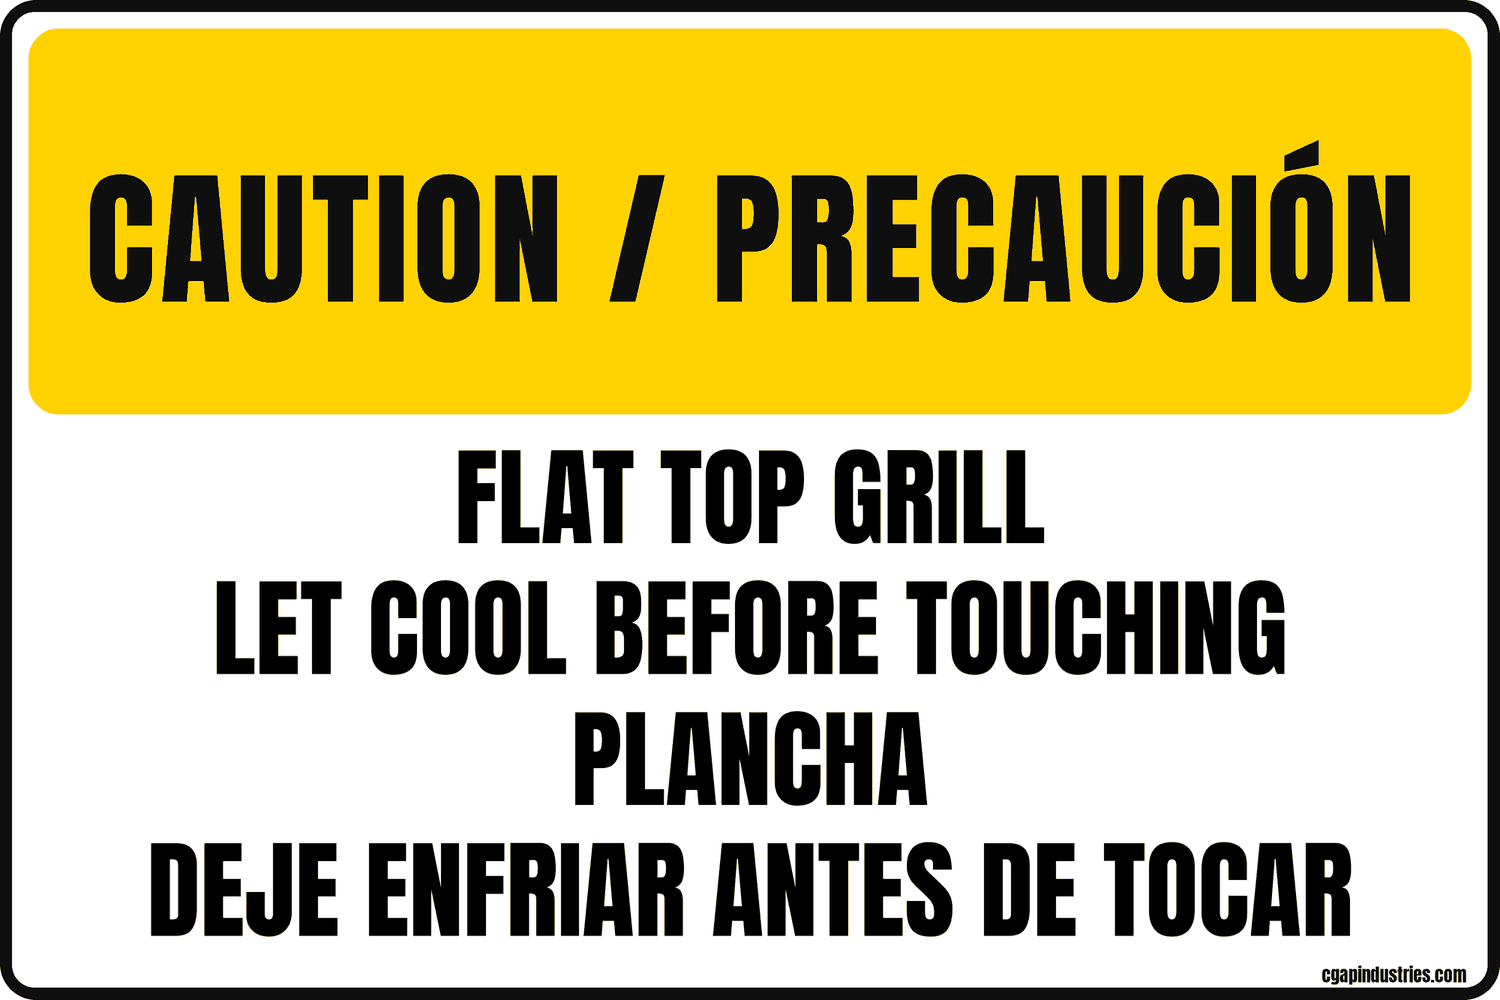 CAUTION / PRECAUCIÓN
FLAT TOP GRILL
LET COOL BEFORE TOUCHING
PLANCHA
DEJE ENFRIAR ANTES DE TOCAR
cgapindustries.com